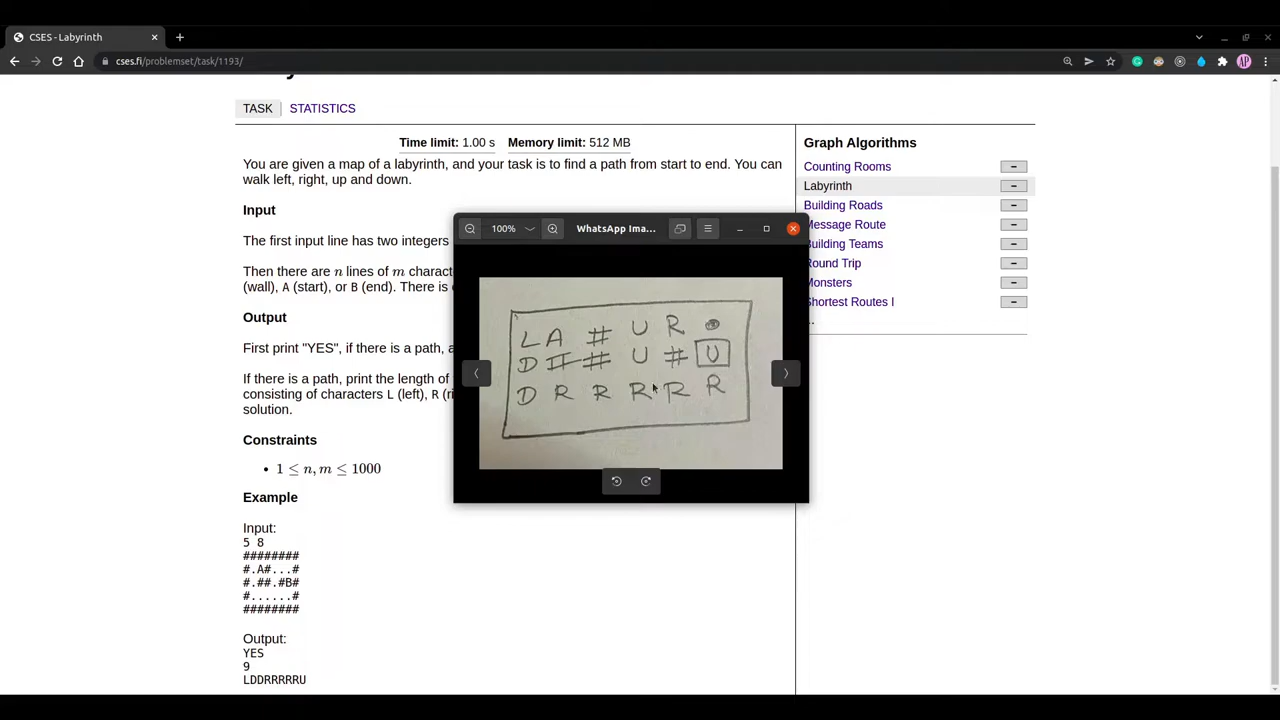 CSES - Labyrinth
cses.fi/problemset/task/1193/
AP
TASK
STATISTICS
Time limit: 1.00 s Memory limit: 512 MB
You are given a map of a labyrinth, and your task is to find a path from start to end. You can
walk left, right, up and down.
Input
The first input line has two integers
Then there are n lines of m charact
(wall), A (start), or B (end). There is
Output
First print "YES", if there is a path, a
If there is a path, print the length of
consisting of characters L (left), R (ri
solution.
Constraints
• 1 ≤ n, m ≤ 1000
Example
Input:
5 8
########
#.A#...#
#.##.#B#
#......#
########
Output:
YES
9
LDDRRRRRU
Graph Algorithms
Counting Rooms –
Labyrinth –
Building Roads –
Message Route –
Building Teams –
Round Trip –
Monsters –
Shortest Routes I –
...
100%
WhatsApp Ima...
L A # U R
D # # U # U
D R R R R R